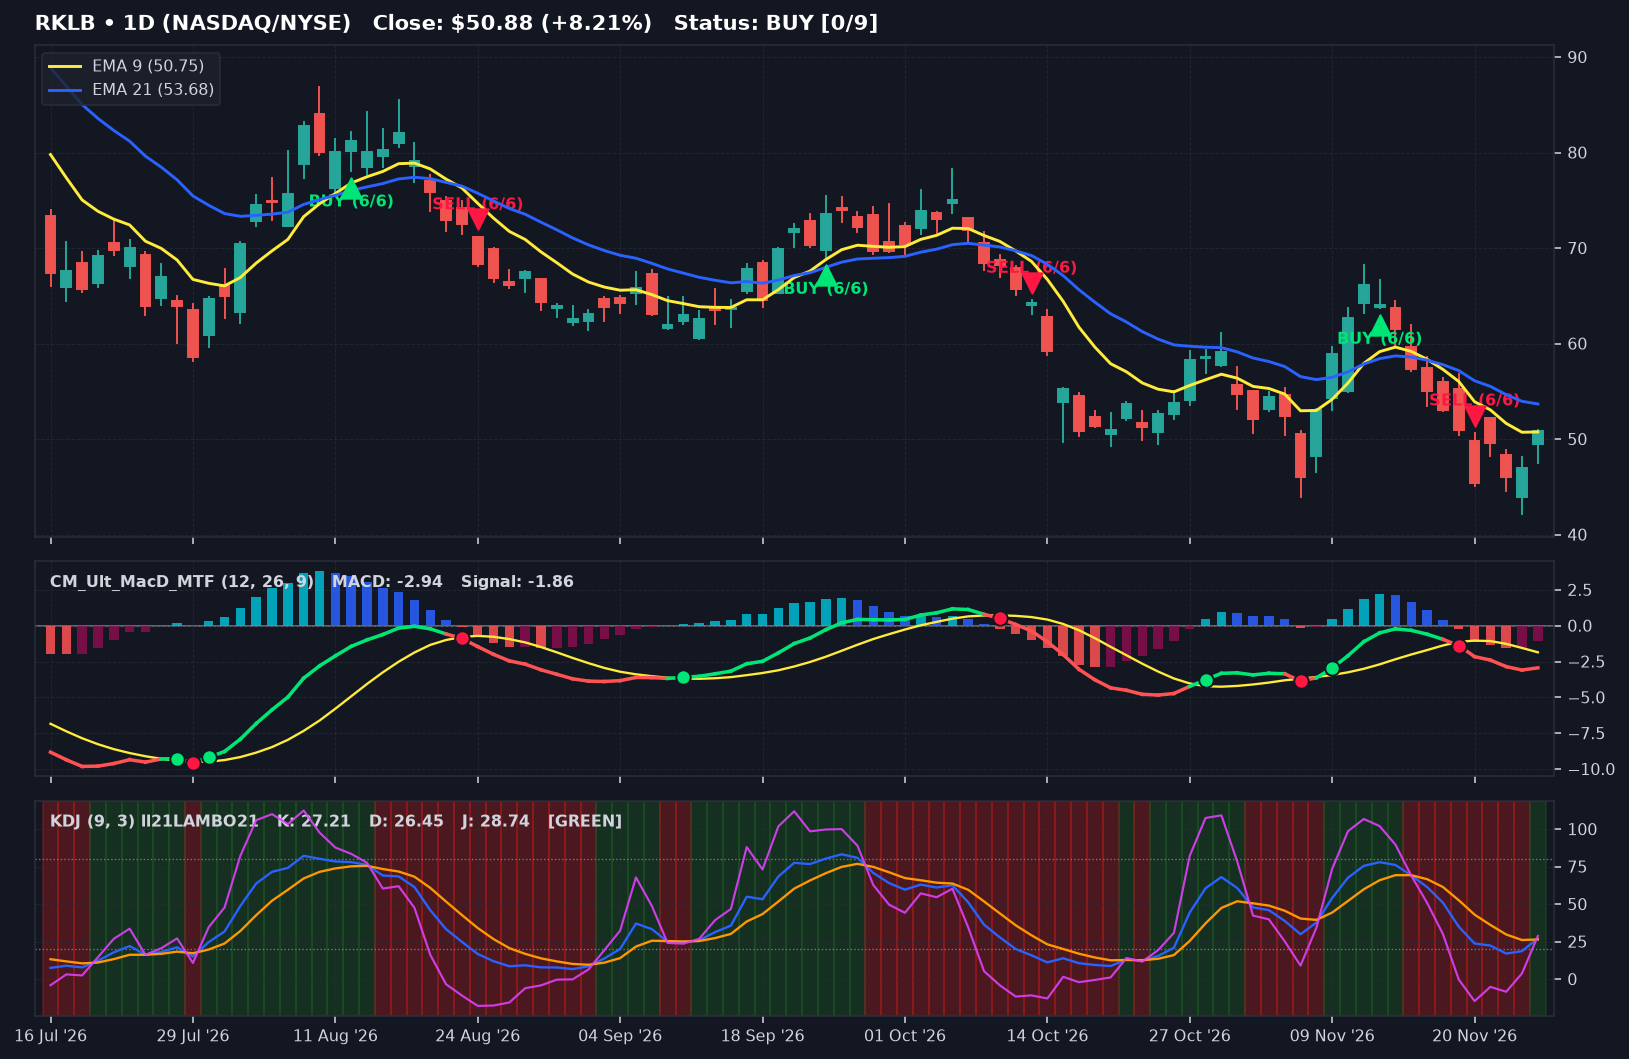 RKLB • 1D (NASDAQ/NYSE)   Close: $50.88 (+8.21%)   Status: BUY [0/9]
EMA 9 (50.75)
EMA 21 (53.68)
90
80
70
60
50
40
BUY (6/6)
SELL (6/6)
BUY (6/6)
SELL (6/6)
BUY (6/6)
SELL (6/6)
CM_Ult_MacD_MTF (12, 26, 9)   MACD: -2.94   Signal: -1.86
2.5
0.0
−2.5
−5.0
−7.5
−10.0
KDJ (9, 3) II21LAMBO21   K: 27.21   D: 26.45   J: 28.74   [GREEN]
100
75
50
25
0
16 Jul '26
29 Jul '26
11 Aug '26
24 Aug '26
04 Sep '26
18 Sep '26
01 Oct '26
14 Oct '26
27 Oct '26
09 Nov '26
20 Nov '26